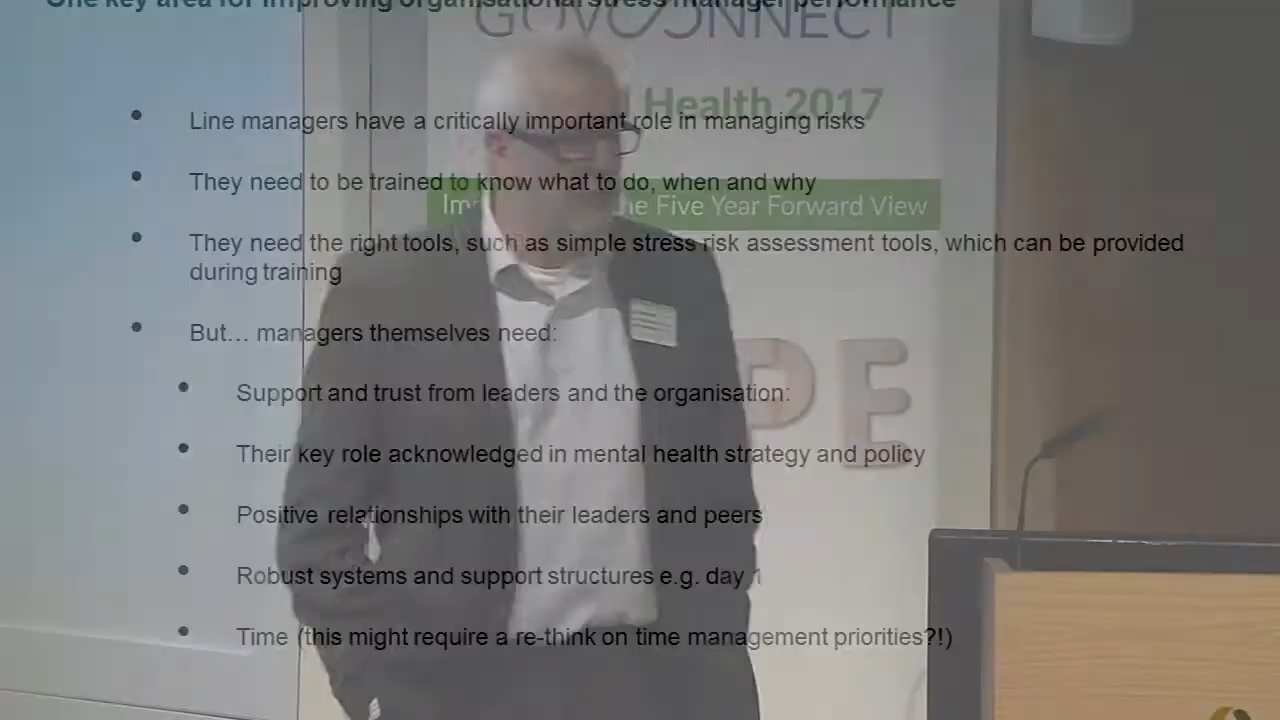 One key area for improving organisational stress manager performance
GOVCONNECT
Health 2017
• Line managers have a critically important role in managing risks
• They need to be trained to know what to do, when and why
he Five Year Forward View
• They need the right tools, such as simple stress risk assessment tools, which can be provided
during training
• But… managers themselves need:
PE
• Support and trust from leaders and the organisation:
• Their key role acknowledged in mental health strategy and policy
• Positive relationships with their leaders and peers
• Robust systems and support structures e.g. day 1
• Time (this might require a re-think on time management priorities?!)